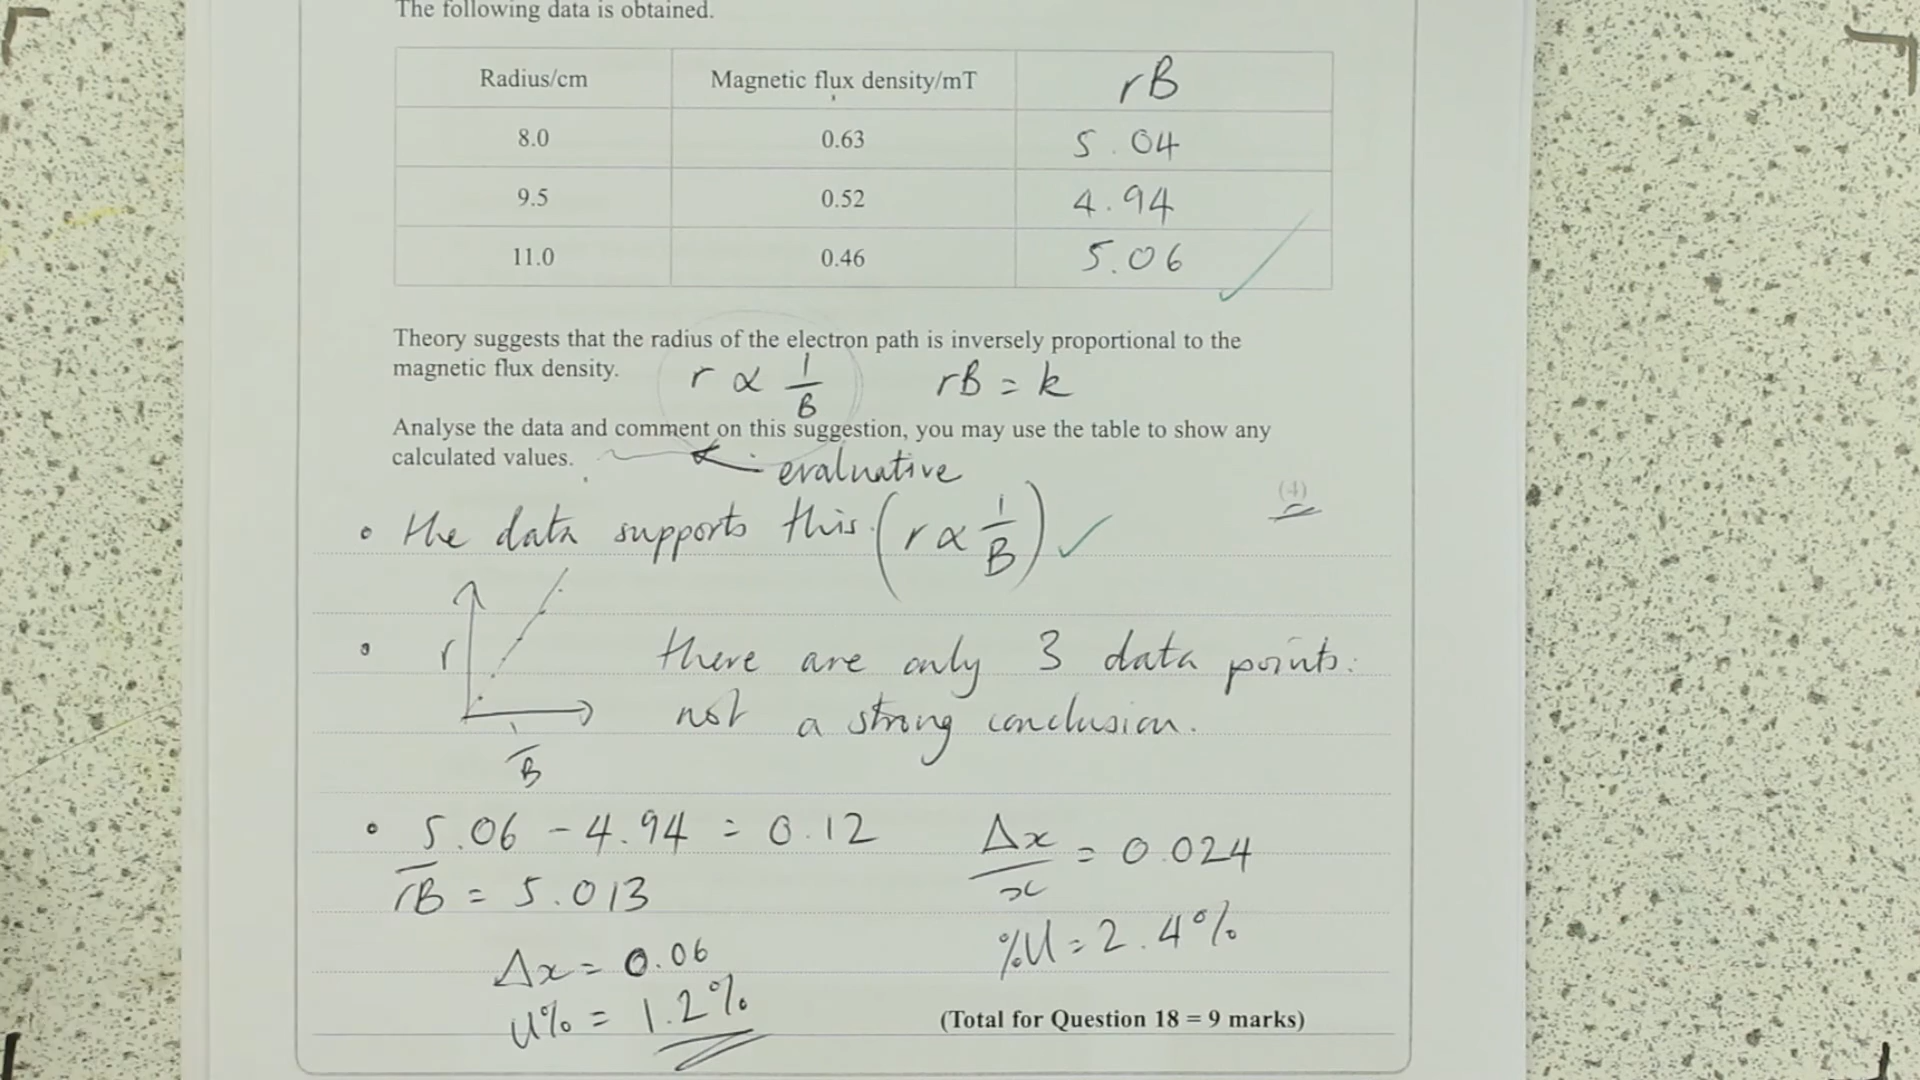 The following data is obtained.
Radius/cm Magnetic flux density/mT rB
8.0 0.63 5.04
9.5 0.52 4.94
11.0 0.46 5.06
Theory suggests that the radius of the electron path is inversely proportional to the
magnetic flux density. r ∝ 1/B rB = k
Analyse the data and comment on this suggestion, you may use the table to show any
calculated values.
evaluative
(4)
• the data supports this. (r ∝ 1/B)
• r there are only 3 data points.
not a strong conclusion.
1/B
• 5.06 - 4.94 = 0.12 Δx/x = 0.024
r̅B̅ = 5.013
%U = 2.4%
Δx = 0.06
U% = 1.2%
(Total for Question 18 = 9 marks)